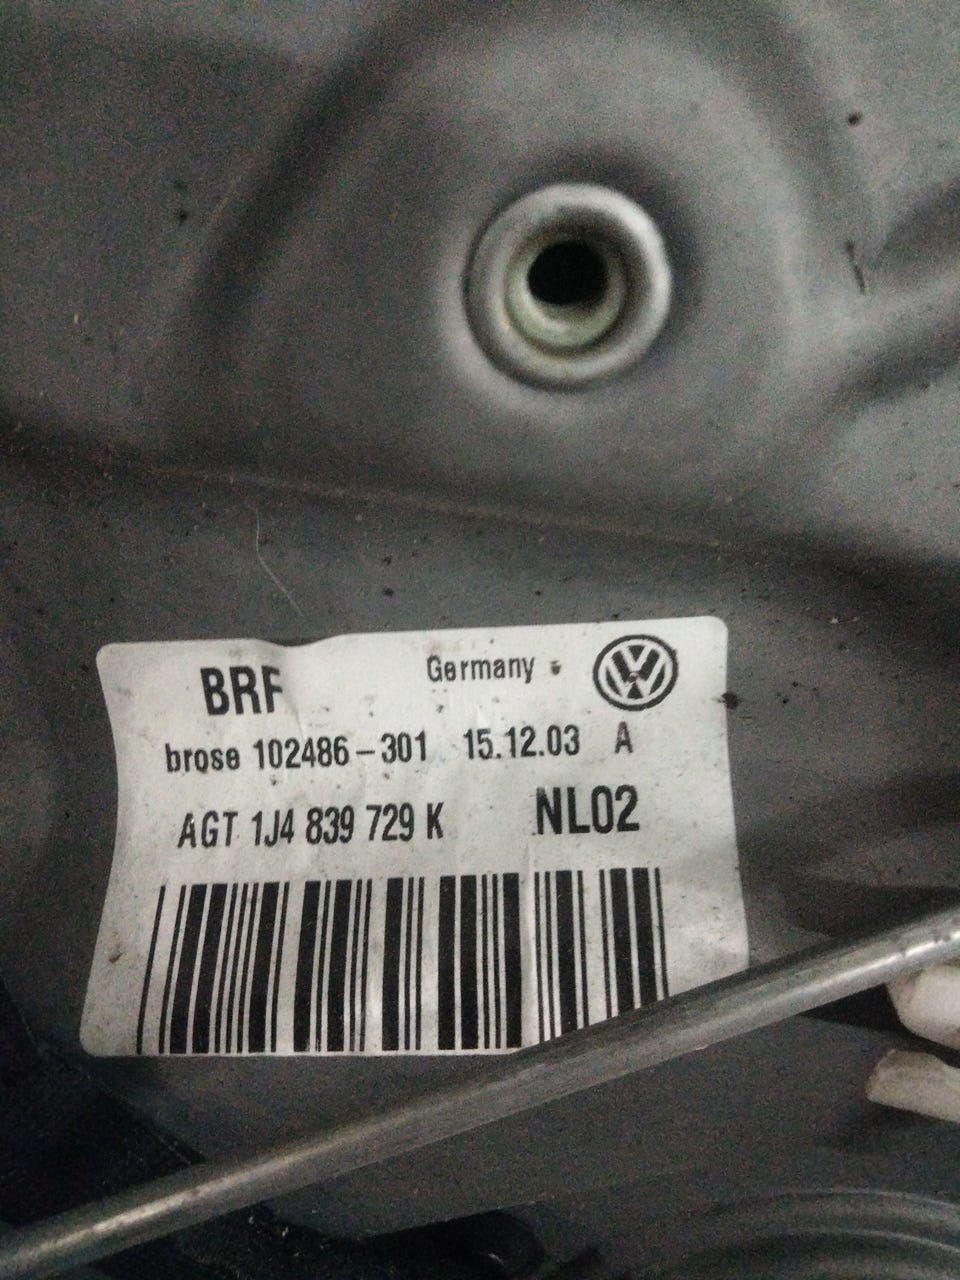 BRF Germany
brose 102486-301 15.12.03 A
AGT 1J4 839 729 K NL02